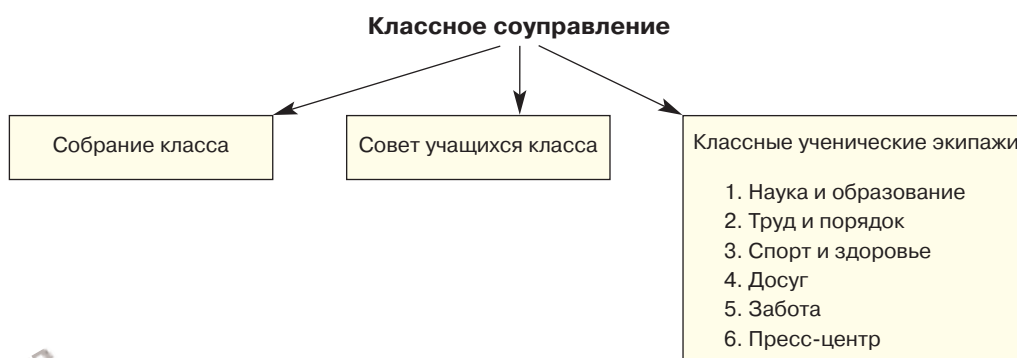 Классное соуправление
Собрание класса
Совет учащихся класса
Классные ученические экипажи
1. Наука и образование
2. Труд и порядок
3. Спорт и здоровье
4. Досуг
5. Забота
6. Пресс-центр